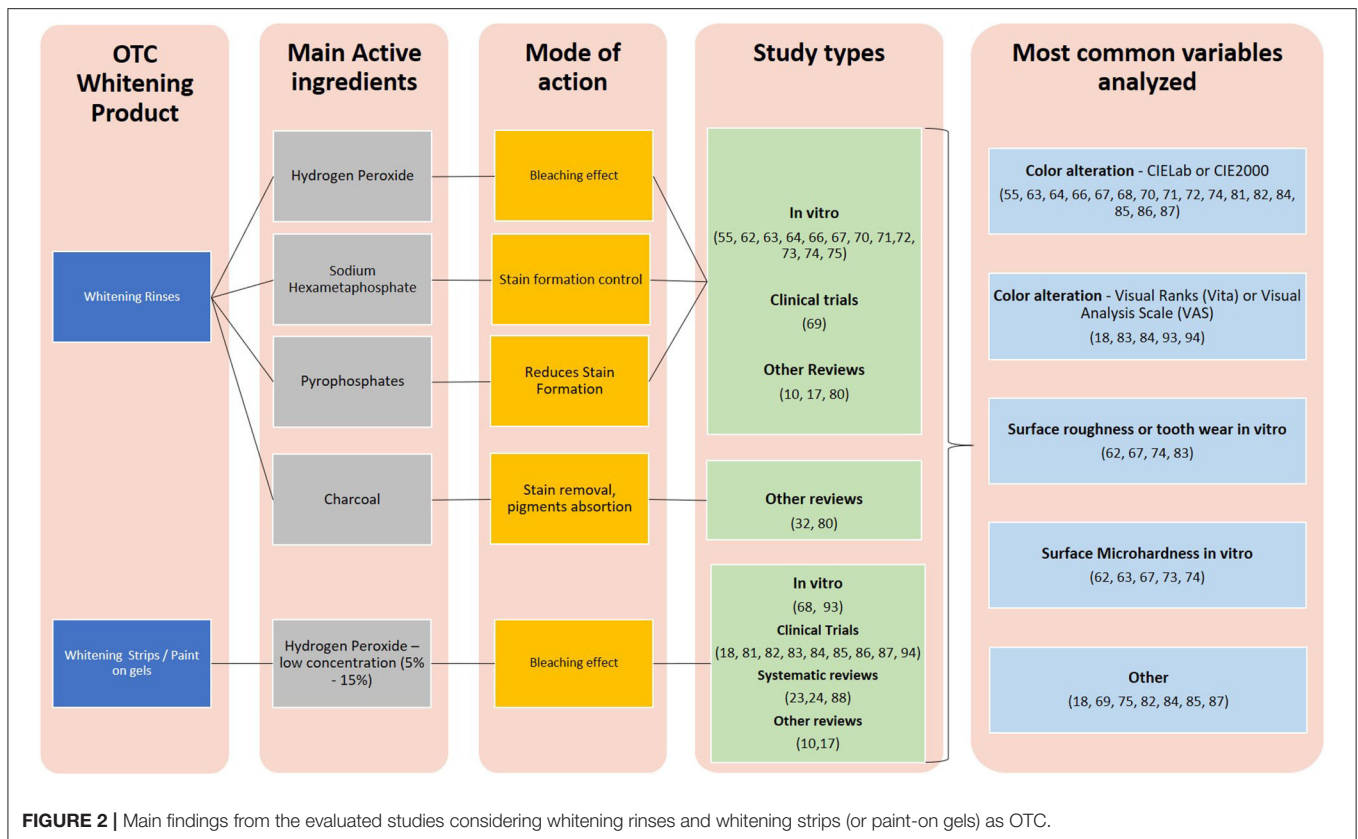 OTC
Whitening
Product
Whitening Rinses
Whitening Strips / Paint
on gels
Main Active
ingredients
Hydrogen Peroxide
Sodium
Hexametaphosphate
Pyrophosphates
Charcoal
Hydrogen Peroxide –
low concentration (5%
- 15%)
Mode of
action
Bleaching effect
Stain formation control
Reduces Stain
Formation
Stain removal,
pigments absortion
Bleaching effect
Study types
In vitro
(55, 62, 63, 64, 66, 67, 70, 71,72,
73, 74, 75)
Clinical trials
(69)
Other Reviews
(10, 17, 80)
Other reviews
(32, 80)
In vitro
(68, 93)
Clinical Trials
(18, 81, 82, 83, 84, 85, 86, 87, 94)
Systematic reviews
(23,24, 88)
Other reviews
(10,17)
Most common variables
analyzed
Color alteration - CIELab or CIE2000
(55, 63, 64, 66, 67, 68, 70, 71, 72, 74, 81, 82, 84,
85, 86, 87)
Color alteration - Visual Ranks (Vita) or Visual
Analysis Scale (VAS)
(18, 83, 84, 93, 94)
Surface roughness or tooth wear in vitro
(62, 67, 74, 83)
Surface Microhardness in vitro
(62, 63, 67, 73, 74)
Other
(18, 69, 75, 82, 84, 85, 87)
FIGURE 2 | Main findings from the evaluated studies considering whitening rinses and whitening strips (or paint-on gels) as OTC.